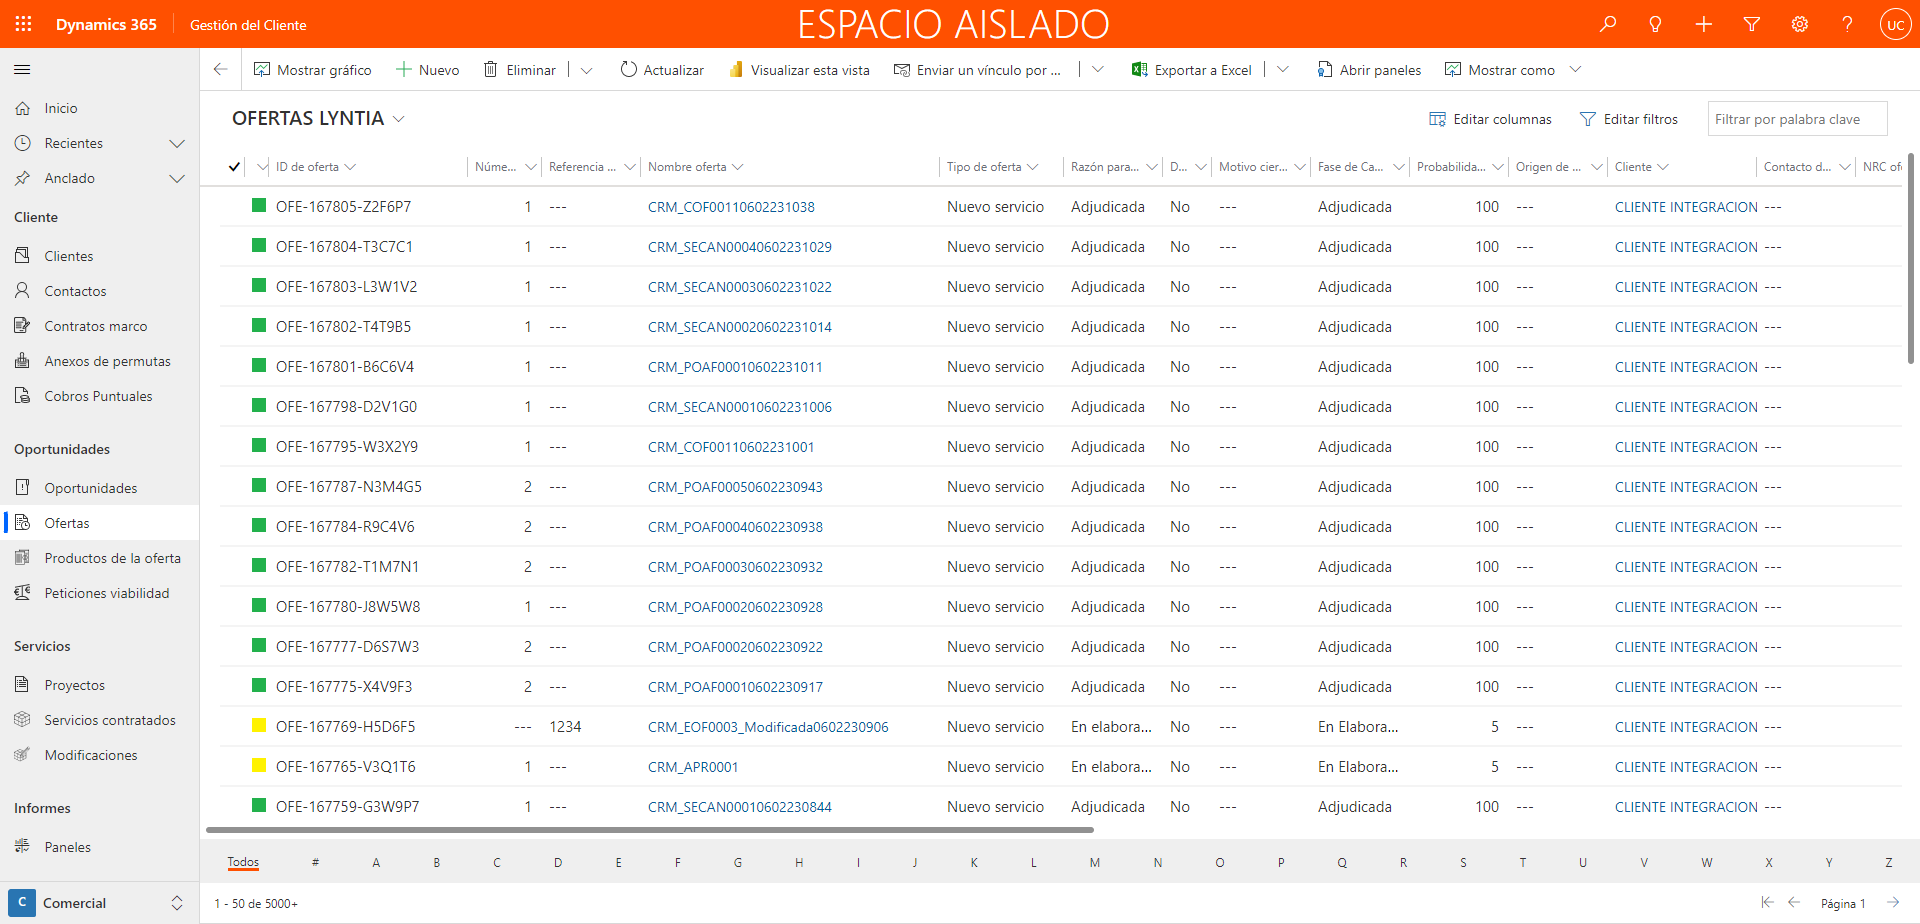 Dynamics 365 Gestión del Cliente ESPACIO AISLADO UC
Mostrar gráfico Nuevo Eliminar Actualizar Visualizar esta vista Enviar un vínculo por ... Exportar a Excel Abrir paneles Mostrar como
Inicio
Recientes
Anclado
Cliente
Clientes
Contactos
Contratos marco
Anexos de permutas
Cobros Puntuales
Oportunidades
Oportunidades
Ofertas
Productos de la oferta
Peticiones viabilidad
Servicios
Proyectos
Servicios contratados
Modificaciones
Informes
Paneles
C Comercial
OFERTAS LYNTIA Editar columnas Editar filtros Filtrar por palabra clave
ID de oferta Núme... Referencia ... Nombre oferta Tipo de oferta Razón para... D... Motivo cier... Fase de Ca... Probabilida... Origen de ... Cliente Contacto d... NRC ofe
OFE-167805-Z2F6P7 1 --- CRM_COF00110602231038 Nuevo servicio Adjudicada No --- Adjudicada 100 --- CLIENTE INTEGRACION ---
OFE-167804-T3C7C1 1 --- CRM_SECAN00040602231029 Nuevo servicio Adjudicada No --- Adjudicada 100 --- CLIENTE INTEGRACION ---
OFE-167803-L3W1V2 1 --- CRM_SECAN00030602231022 Nuevo servicio Adjudicada No --- Adjudicada 100 --- CLIENTE INTEGRACION ---
OFE-167802-T4T9B5 1 --- CRM_SECAN00020602231014 Nuevo servicio Adjudicada No --- Adjudicada 100 --- CLIENTE INTEGRACION ---
OFE-167801-B6C6V4 1 --- CRM_POAF00010602231011 Nuevo servicio Adjudicada No --- Adjudicada 100 --- CLIENTE INTEGRACION ---
OFE-167798-D2V1G0 1 --- CRM_SECAN00010602231006 Nuevo servicio Adjudicada No --- Adjudicada 100 --- CLIENTE INTEGRACION ---
OFE-167795-W3X2Y9 1 --- CRM_COF00110602231001 Nuevo servicio Adjudicada No --- Adjudicada 100 --- CLIENTE INTEGRACION ---
OFE-167787-N3M4G5 2 --- CRM_POAF00050602230943 Nuevo servicio Adjudicada No --- Adjudicada 100 --- CLIENTE INTEGRACION ---
OFE-167784-R9C4V6 2 --- CRM_POAF00040602230938 Nuevo servicio Adjudicada No --- Adjudicada 100 --- CLIENTE INTEGRACION ---
OFE-167782-T1M7N1 2 --- CRM_POAF00030602230932 Nuevo servicio Adjudicada No --- Adjudicada 100 --- CLIENTE INTEGRACION ---
OFE-167780-J8W5W8 1 --- CRM_POAF00020602230928 Nuevo servicio Adjudicada No --- Adjudicada 100 --- CLIENTE INTEGRACION ---
OFE-167777-D6S7W3 2 --- CRM_POAF00020602230922 Nuevo servicio Adjudicada No --- Adjudicada 100 --- CLIENTE INTEGRACION ---
OFE-167775-X4V9F3 2 --- CRM_POAF00010602230917 Nuevo servicio Adjudicada No --- Adjudicada 100 --- CLIENTE INTEGRACION ---
OFE-167769-H5D6F5 --- 1234 CRM_EOF0003_Modificada0602230906 Nuevo servicio En elabora... No --- En Elabora... 5 --- CLIENTE INTEGRACION ---
OFE-167765-V3Q1T6 1 --- CRM_APR0001 Nuevo servicio En elabora... No --- En Elabora... 5 --- CLIENTE INTEGRACION ---
OFE-167759-G3W9P7 1 --- CRM_SECAN00010602230844 Nuevo servicio Adjudicada No --- Adjudicada 100 --- CLIENTE INTEGRACION ---
Todos # A B C D E F G H I J K L M N O P Q R S T U V W X Y Z
1 - 50 de 5000+ Página 1